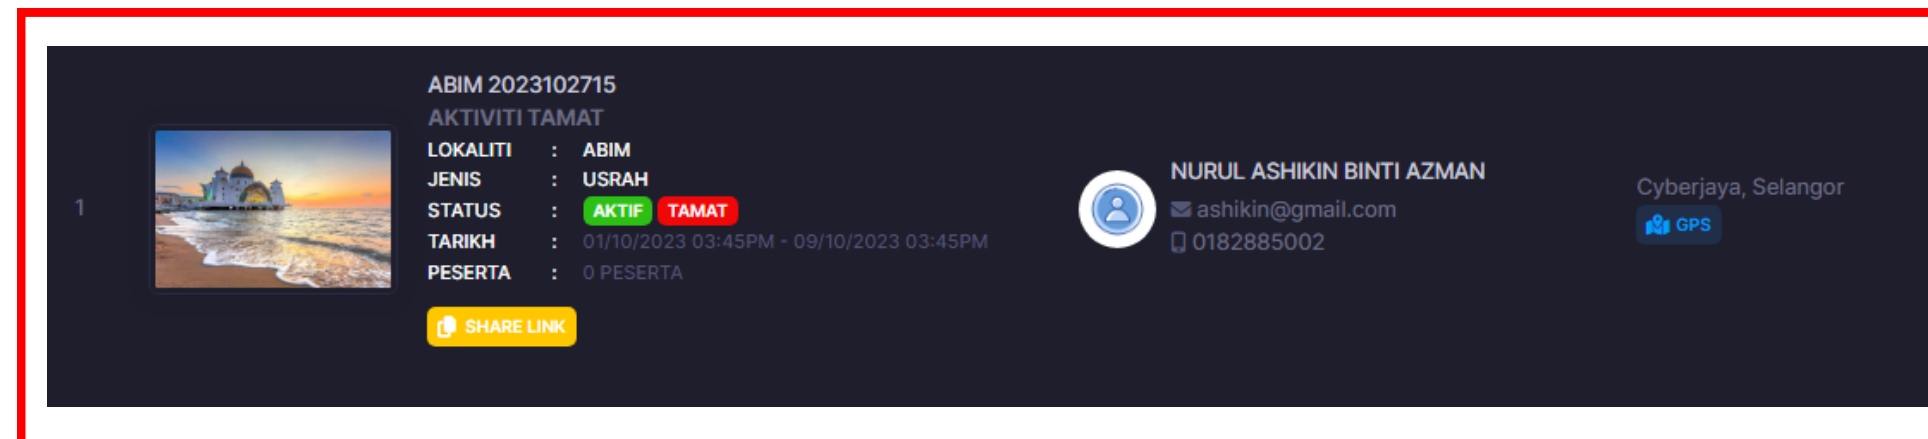 1
ABIM 2023102715
AKTIVITI TAMAT
LOKALITI : ABIM
JENIS : USRAH
STATUS : AKTIF TAMAT
TARIKH : 01/10/2023 03:45PM - 09/10/2023 03:45PM
PESERTA : 0 PESERTA
SHARE LINK
NURUL ASHIKIN BINTI AZMAN
ashikin@gmail.com
0182885002
Cyberjaya, Selangor
GPS